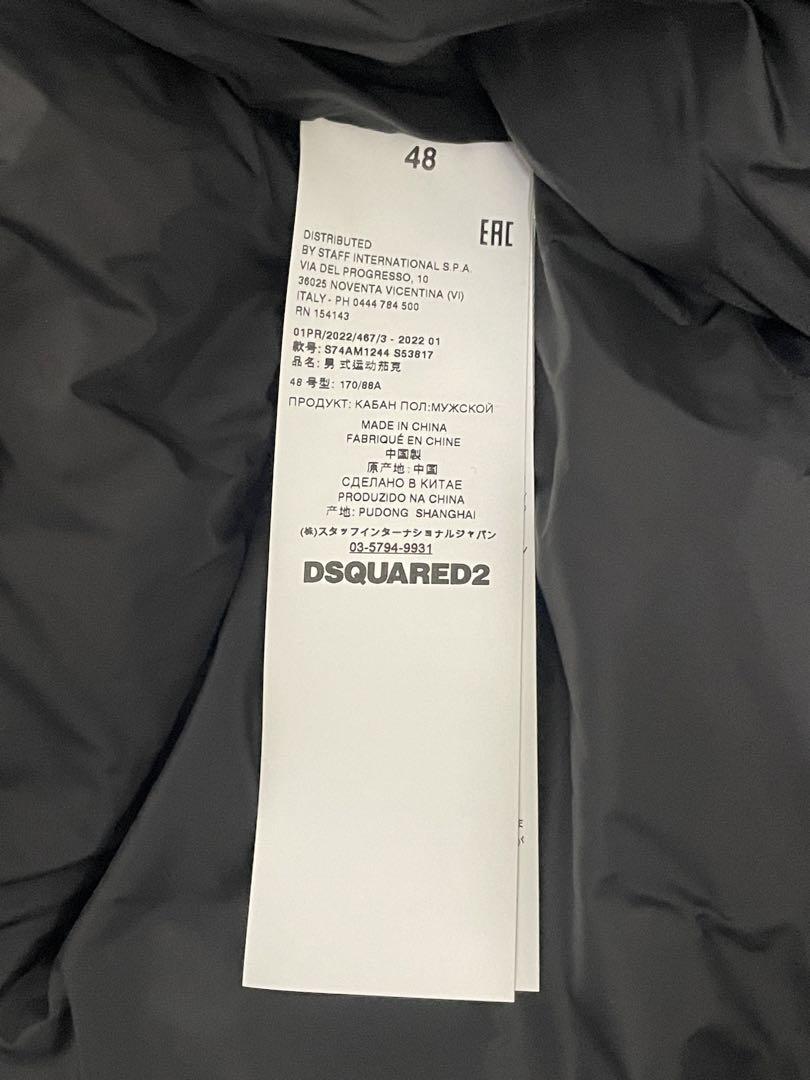 48
EAC
DISTRIBUTED
BY STAFF INTERNATIONAL S.P.A.
VIA DEL PROGRESSO, 10
36025 NOVENTA VICENTINA (VI)
ITALY - PH 0444 784 500
RN 154143
01PR/2022/467/3 - 2022 01
款号: S74AM1244 S53817
品名: 男 式运动茄克
48 号型: 170/88A
ПРОДУКТ: КАБАН ПОЛ:МУЖСКОЙ
MADE IN CHINA
FABRIQUÉ EN CHINE
中国製
原产地: 中国
СДЕЛАНО В КИТАЕ
PRODUZIDO NA CHINA
产地: PUDONG SHANGHAI
(株)スタッフインターナショナルジャパン
03-5794-9931
DSQUARED2